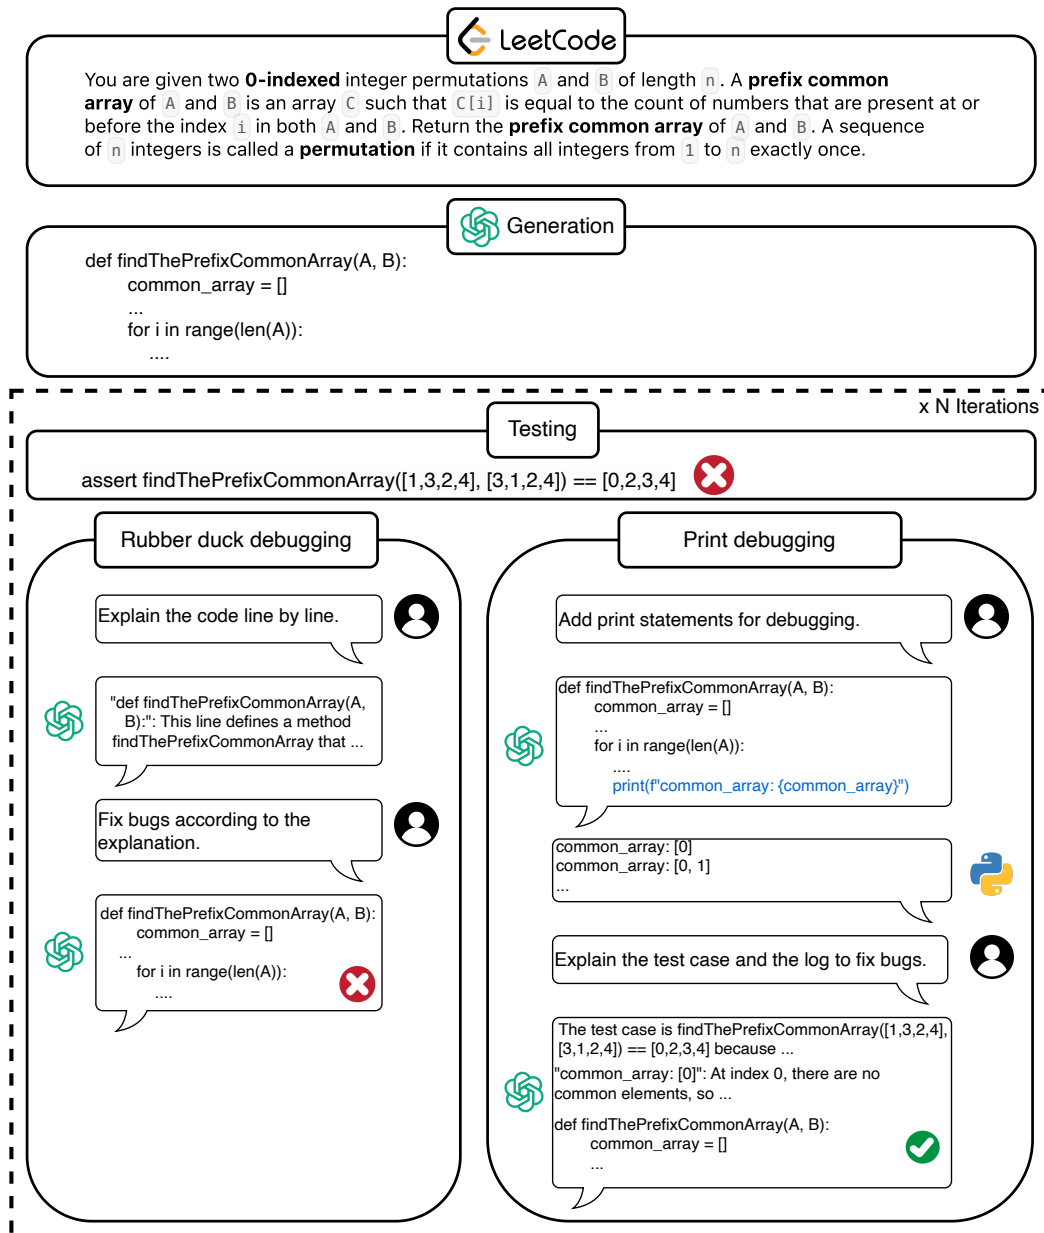 LeetCode
You are given two 0-indexed integer permutations A and B of length n. A prefix common
array of A and B is an array C such that C[i] is equal to the count of numbers that are present at or
before the index i in both A and B. Return the prefix common array of A and B. A sequence
of n integers is called a permutation if it contains all integers from 1 to n exactly once.
Generation
def findThePrefixCommonArray(A, B):
common_array = []
...
for i in range(len(A)):
....
x N Iterations
Testing
assert findThePrefixCommonArray([1,3,2,4], [3,1,2,4]) == [0,2,3,4]
Rubber duck debugging
Explain the code line by line.
"def findThePrefixCommonArray(A,
B):": This line defines a method
findThePrefixCommonArray that ...
Fix bugs according to the
explanation.
def findThePrefixCommonArray(A, B):
common_array = []
...
for i in range(len(A)):
....
Print debugging
Add print statements for debugging.
def findThePrefixCommonArray(A, B):
common_array = []
...
for i in range(len(A)):
....
print(f"common_array: {common_array}")
common_array: [0]
common_array: [0, 1]
...
Explain the test case and the log to fix bugs.
The test case is findThePrefixCommonArray([1,3,2,4],
[3,1,2,4]) == [0,2,3,4] because ...
"common_array: [0]": At index 0, there are no
common elements, so ...
def findThePrefixCommonArray(A, B):
common_array = []
...